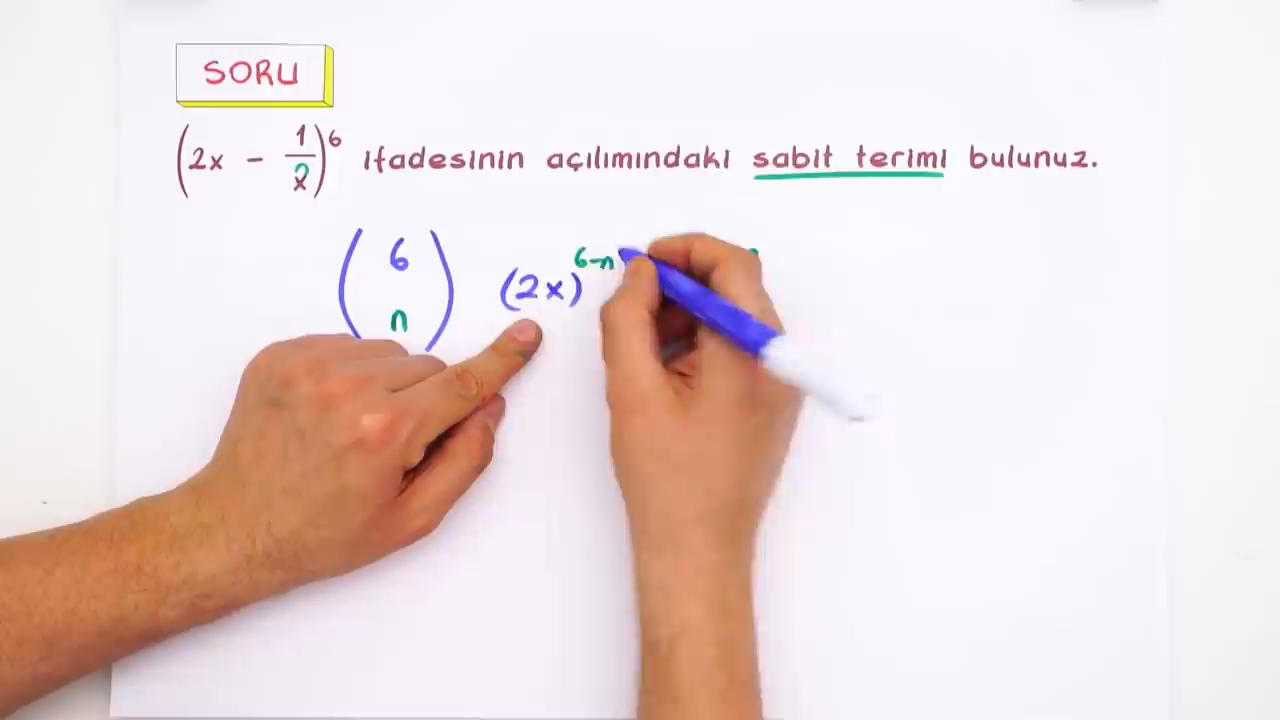 SORU
(2x - 1/x)^6 ifadesinin açılımındaki sabit terimi bulunuz.
(6 n) (2x)^6-n